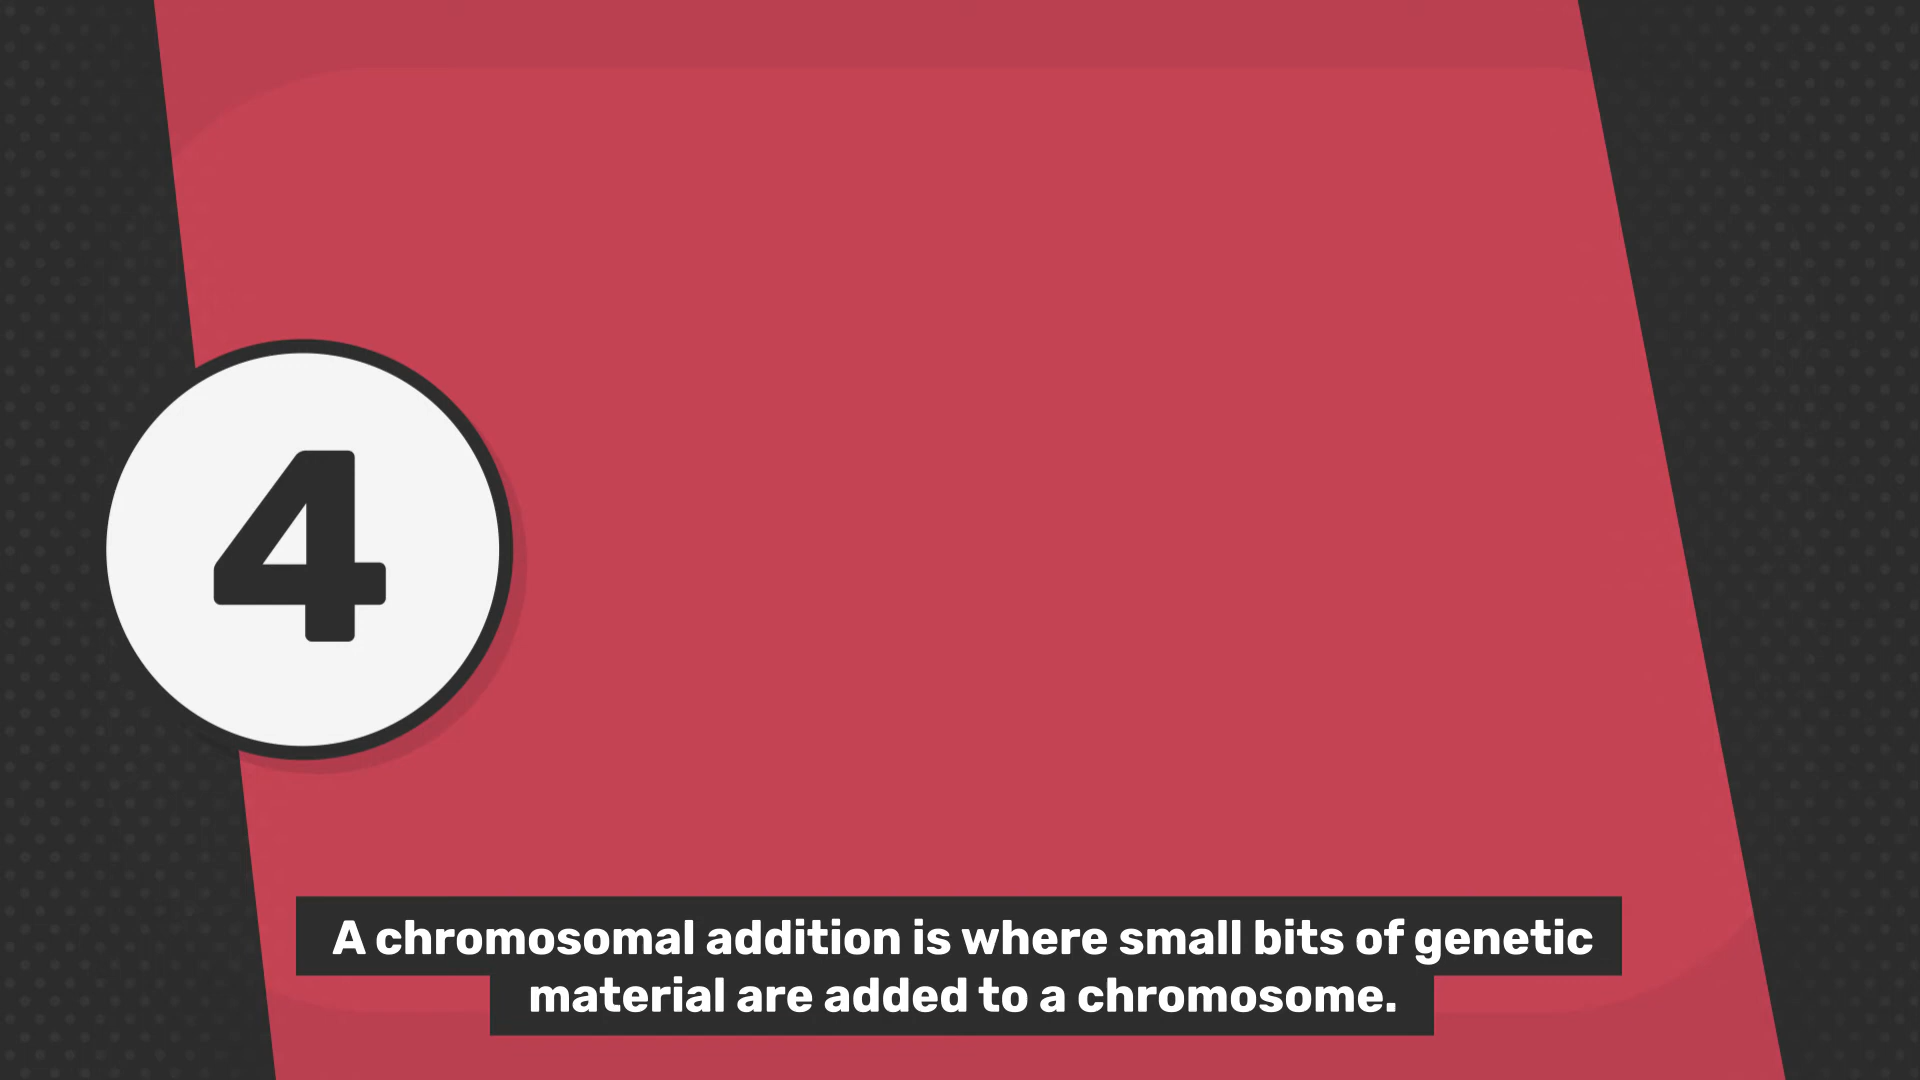 4
A chromosomal addition is where small bits of genetic
material are added to a chromosome.